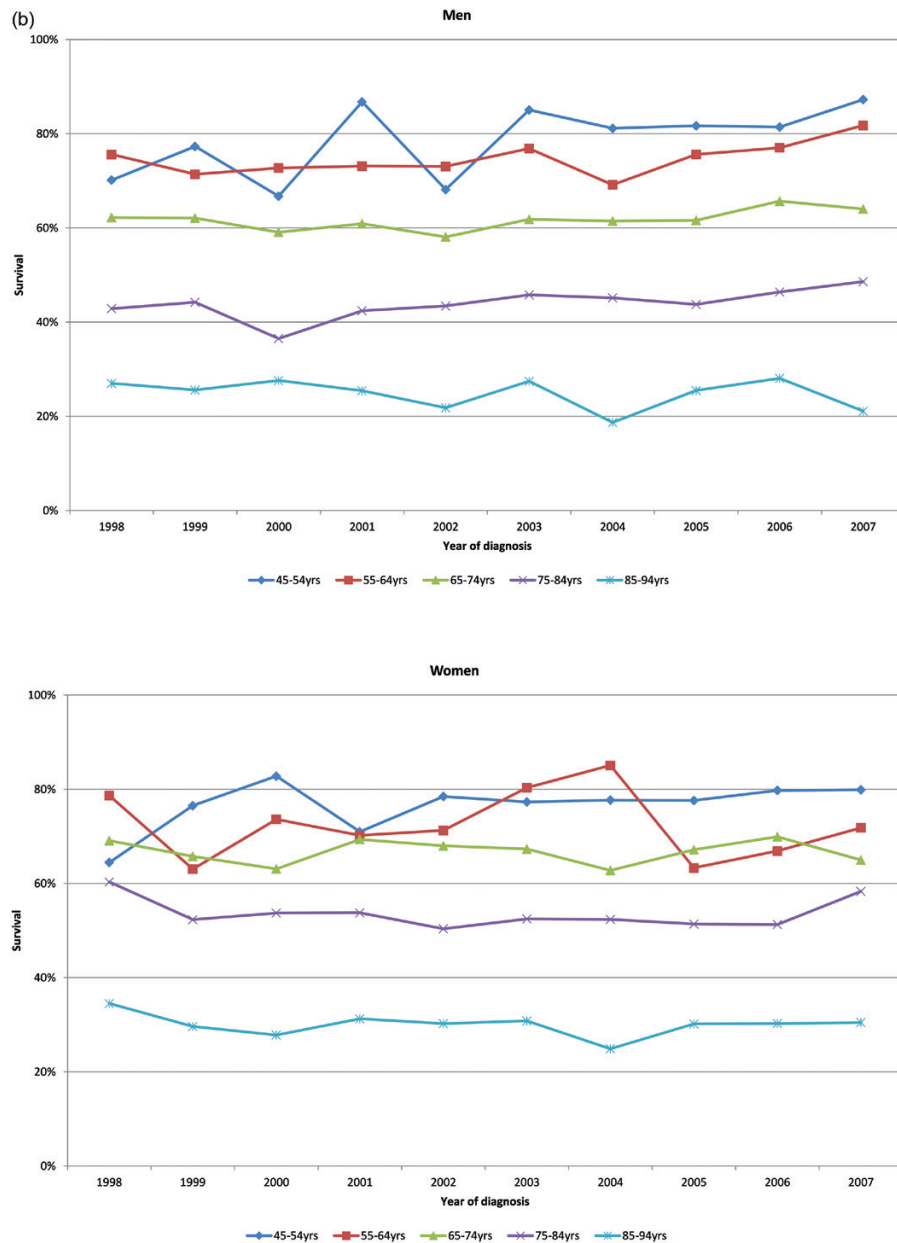 (b)
Men
100%
80%
60%
40%
20%
0%
Survival
1998 1999 2000 2001 2002 2003 2004 2005 2006 2007
Year of diagnosis
45-54yrs 55-64yrs 65-74yrs 75-84yrs 85-94yrs
Women
100%
80%
60%
40%
20%
0%
Survival
1998 1999 2000 2001 2002 2003 2004 2005 2006 2007
Year of diagnosis
45-54yrs 55-64yrs 65-74yrs 75-84yrs 85-94yrs